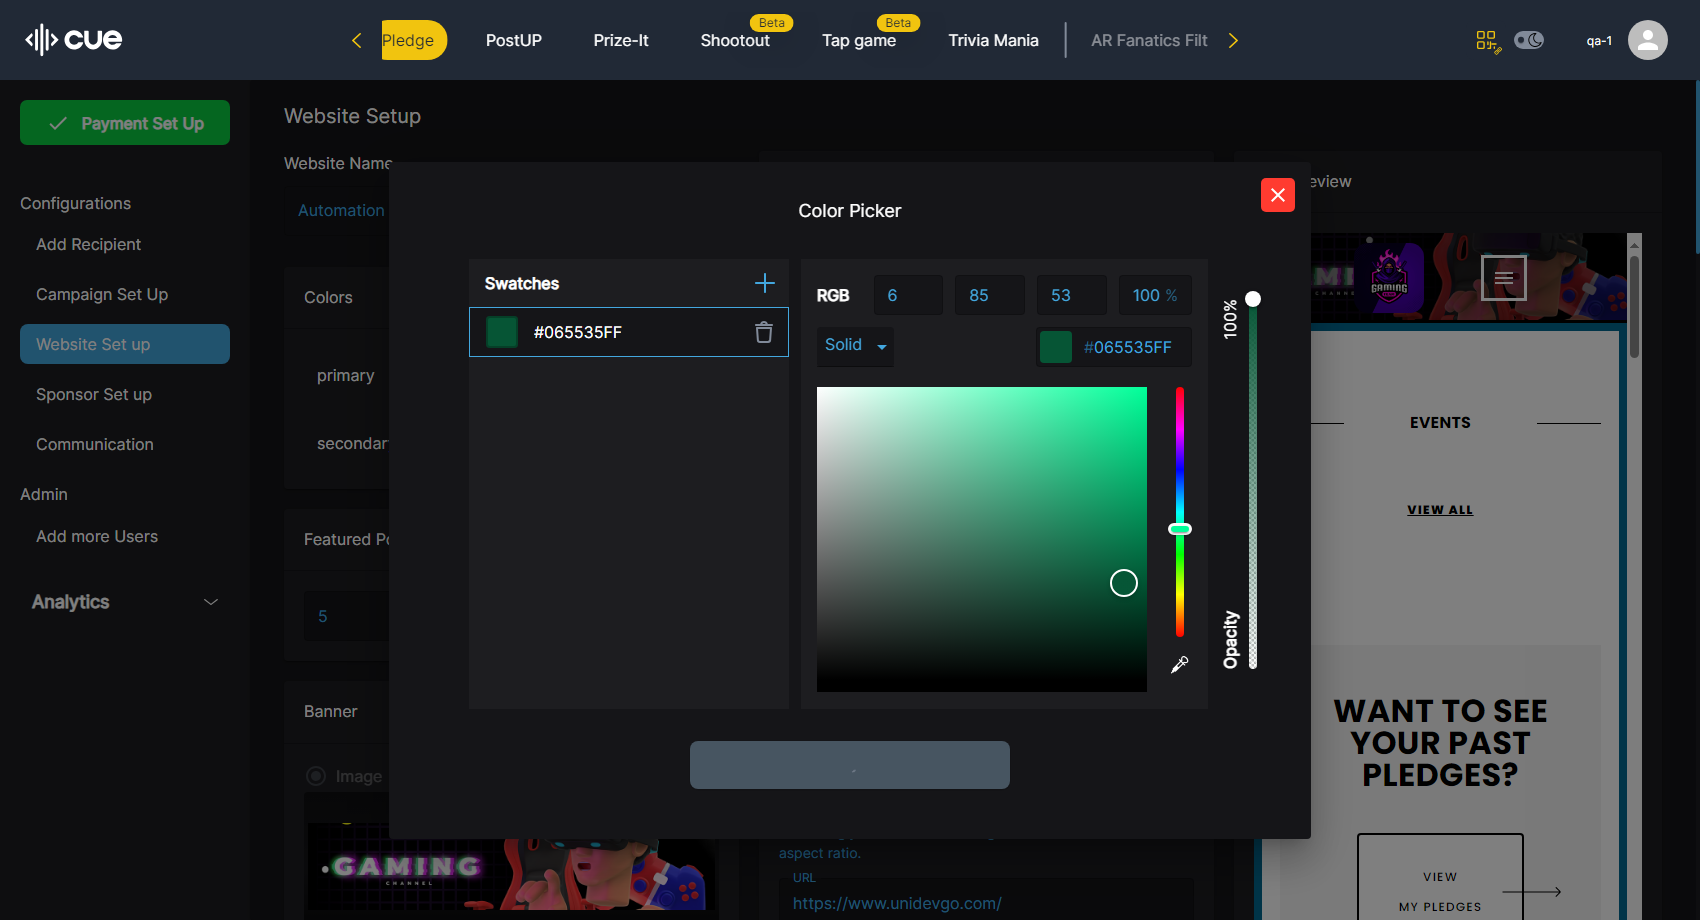 cue
Pledge
PostUP
Prize-It
Shootout
Beta
Tap game
Beta
Trivia Mania
AR Fanatics Filt
qa-1
Payment Set Up
Configurations
Add Recipient
Campaign Set Up
Website Set up
Sponsor Set up
Communication
Admin
Add more Users
Analytics
Website Setup
Website Name
Automation
Colors
primary
secondar
Featured Po
5
Banner
Image
GAMING
CHANNEL
Color Picker
Swatches
#065535FF
RGB
6
85
53
100 %
Solid
#065535FF
100%
Opacity
aspect ratio.
URL
https://www.unidevgo.com/
eview
GAMING
EVENTS
VIEW ALL
WANT TO SEE
YOUR PAST
PLEDGES?
VIEW
MY PLEDGES